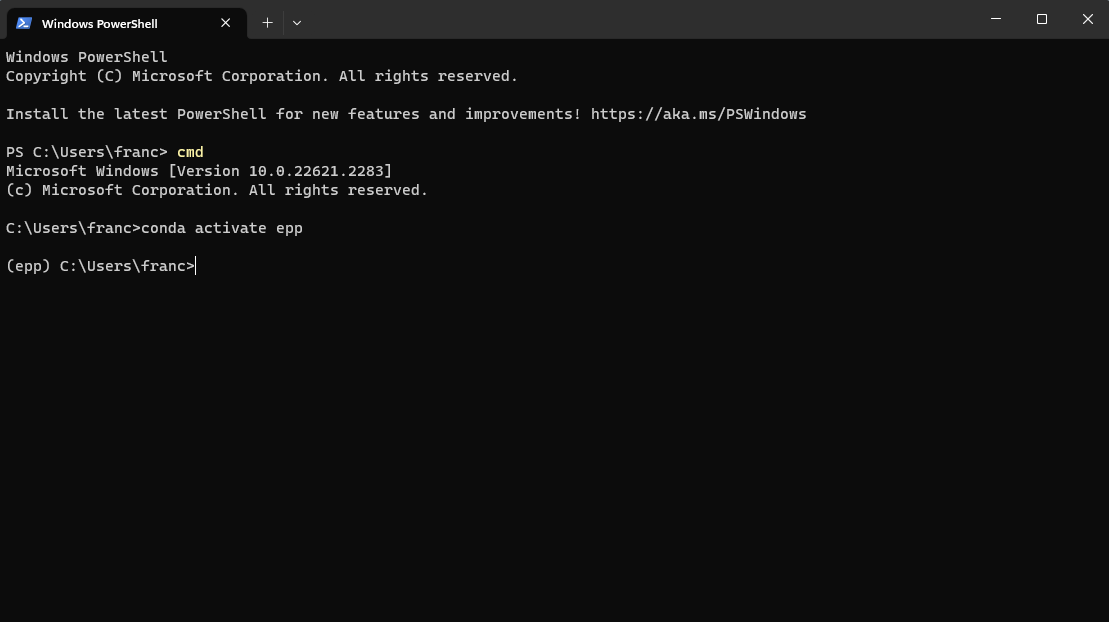 Windows PowerShell
Windows PowerShell
Copyright (C) Microsoft Corporation. All rights reserved.
Install the latest PowerShell for new features and improvements! https://aka.ms/PSWindows
PS C:\Users\franc> cmd
Microsoft Windows [Version 10.0.22621.2283]
(c) Microsoft Corporation. All rights reserved.
C:\Users\franc>conda activate epp
(epp) C:\Users\franc>